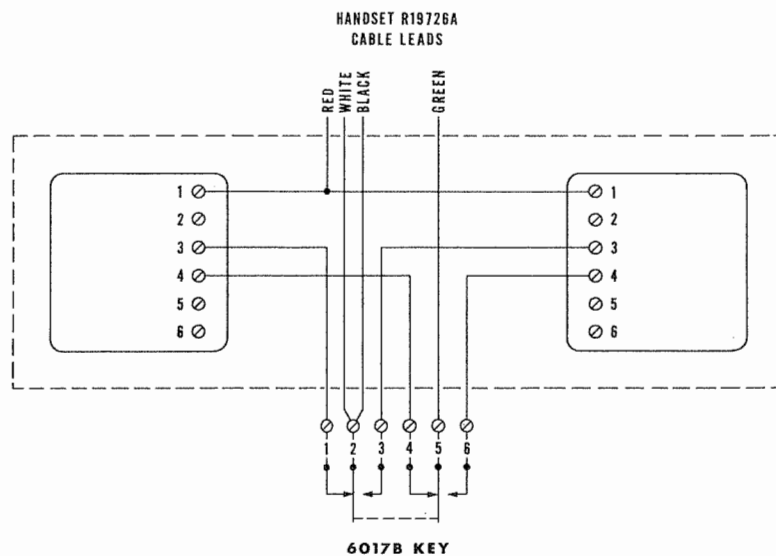 HANDSET R19726A
CABLE LEADS
RED
WHITE
BLACK
GREEN
1
2
3
4
5
6
1
2
3
4
5
6
1 2 3 4 5 6
6017B KEY